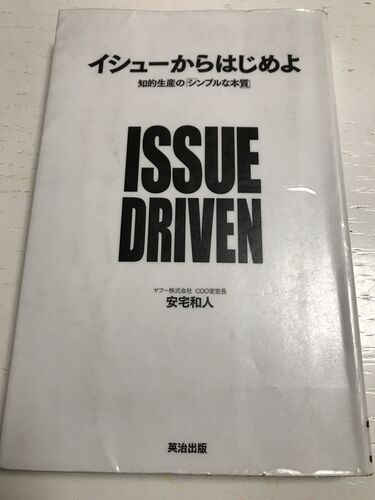 イシューからはじめよ
知的生産の「シンプルな本質」
ISSUE
DRIVEN
ヤフー株式会社 COO室室長
安宅和人
英治出版